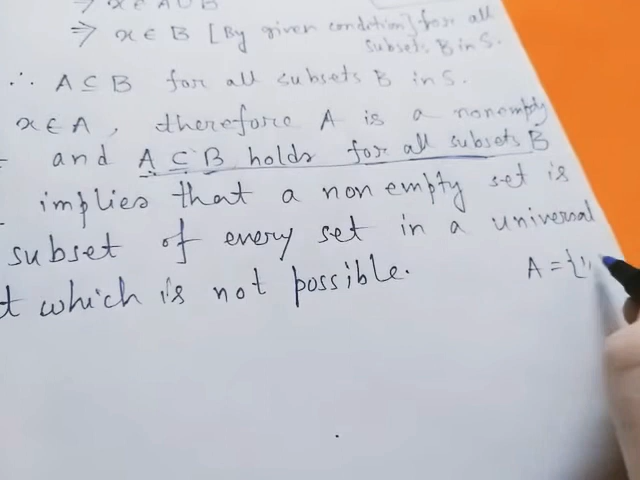 ⇒ x ∈ A ∪ B
⇒ x ∈ B [By given condition] for all
subsets B in S.
∴ A ⊆ B for all subsets B in S.
x ∈ A, therefore A is a nonempty
and A ⊆ B holds for all subsets B
implies that a non empty set is
subset of every set in a universal
t which is not possible.
A = {1,